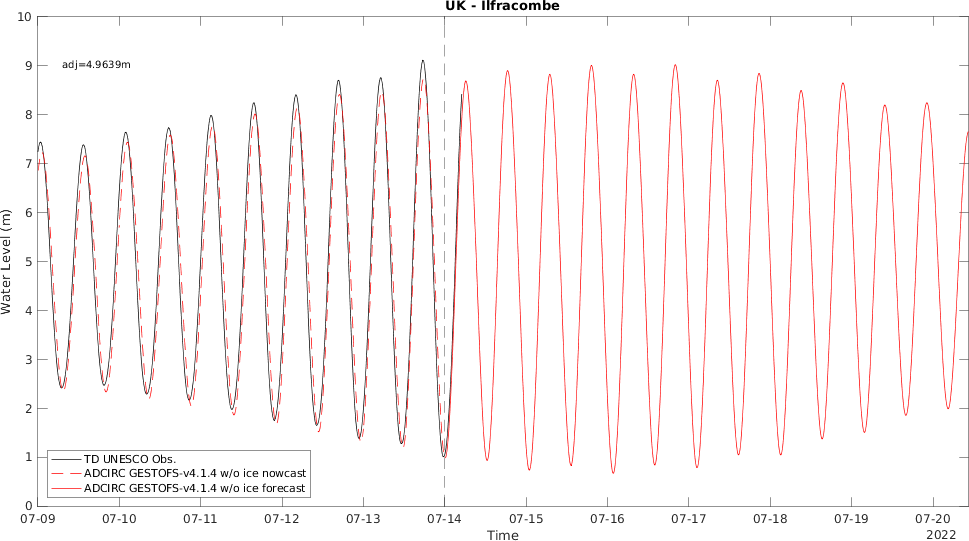 UK - Ilfracombe
10
adj=4.9639m
9
8
7
6
5
4
3
2
1
0
Water Level (m)
TD UNESCO Obs.
ADCIRC GESTOFS-v4.1.4 w/o ice nowcast
ADCIRC GESTOFS-v4.1.4 w/o ice forecast
07-09 07-10 07-11 07-12 07-13 07-14 07-15 07-16 07-17 07-18 07-19 07-20
Time 2022